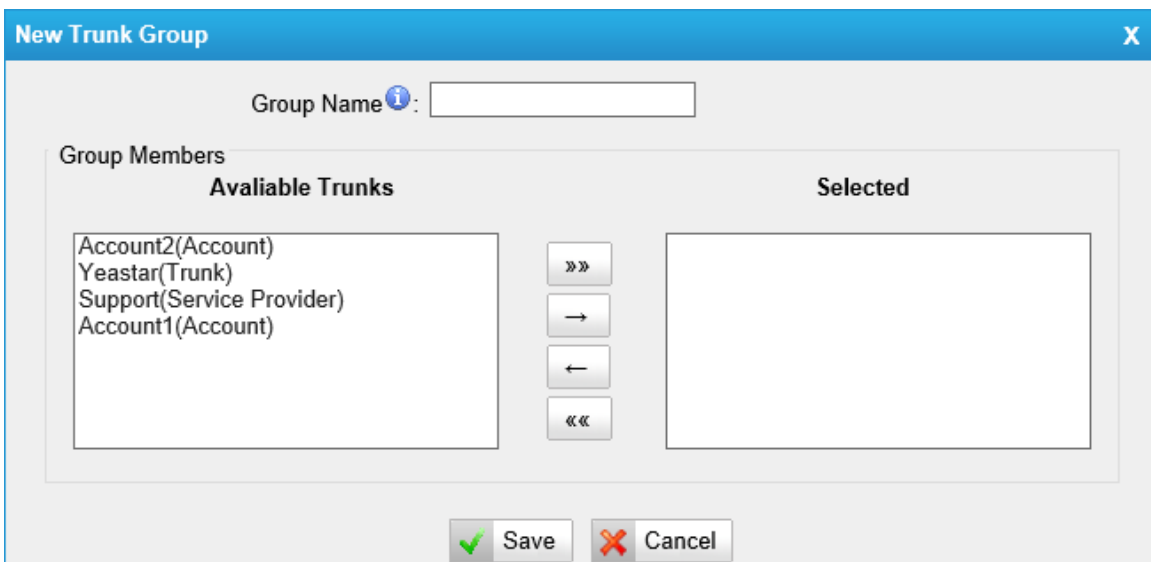 New Trunk Group X
Group Name i :
Group Members
Avaliable Trunks Selected
Account2(Account)
Yeastar(Trunk)
Support(Service Provider)
Account1(Account)
»»
→
←
««
Save Cancel